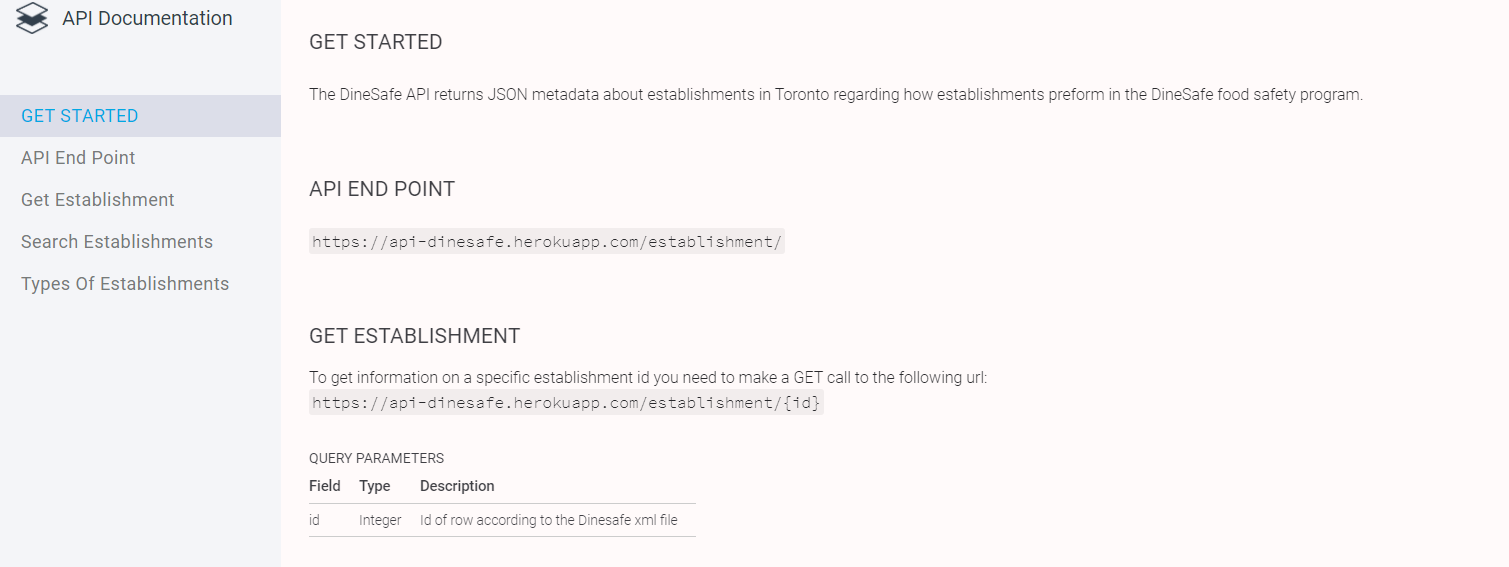 API Documentation
GET STARTED
API End Point
Get Establishment
Search Establishments
Types Of Establishments
GET STARTED
The DineSafe API returns JSON metadata about establishments in Toronto regarding how establishments preform in the DineSafe food safety program.
API END POINT
https://api-dinesafe.herokuapp.com/establishment/
GET ESTABLISHMENT
To get information on a specific establishment id you need to make a GET call to the following url:
https://api-dinesafe.herokuapp.com/establishment/{id}
QUERY PARAMETERS
Field Type Description
id Integer Id of row according to the Dinesafe xml file